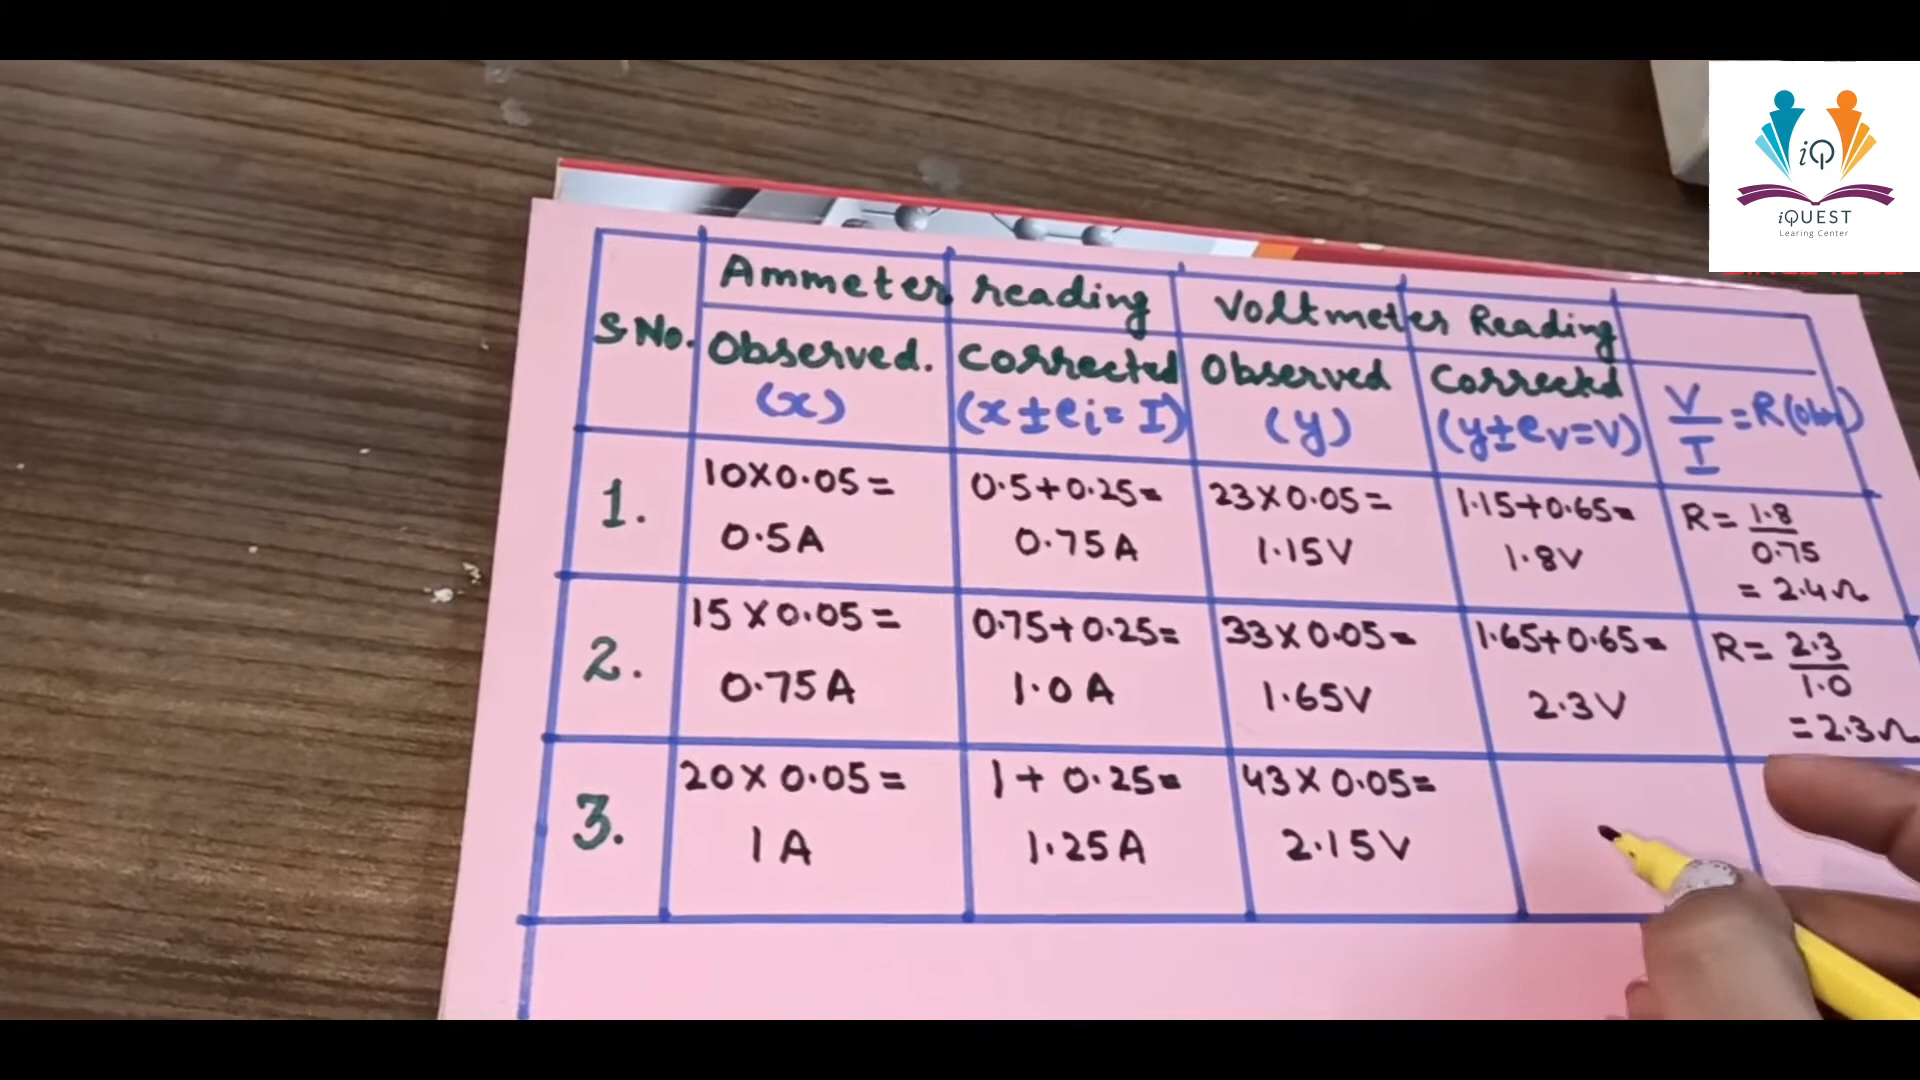 iQ
iQUEST
Learing Center
Ammeter reading
Voltmeter Reading
S No.
Observed.
(x)
Corrected
(x±ei= I)
Observed
(y)
Corrected
(y±ev=V)
V/I =R(ohm)
1.
10×0.05=
0.5A
0.5+0.25=
0.75A
23×0.05=
1.15V
1.15+0.65=
1.8V
R= 1.8/0.75
= 2.4Ω
2.
15×0.05=
0.75A
0.75+0.25=
1.0A
33×0.05=
1.65V
1.65+0.65=
2.3V
R= 2.3/1.0
=2.3Ω
3.
20×0.05=
1A
1+0.25=
1.25A
43×0.05=
2.15V